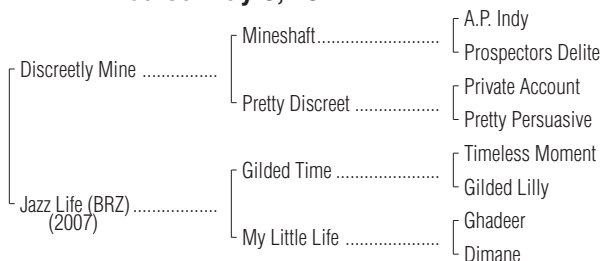 A.P. Indy
Mineshaft
Prospectors Delite
Discreetly Mine
Private Account
Pretty Discreet
Pretty Persuasive
Timeless Moment
Gilded Time
Gilded Lilly
Jazz Life (BRZ)
(2007)
Ghadeer
My Little Life
Dimane